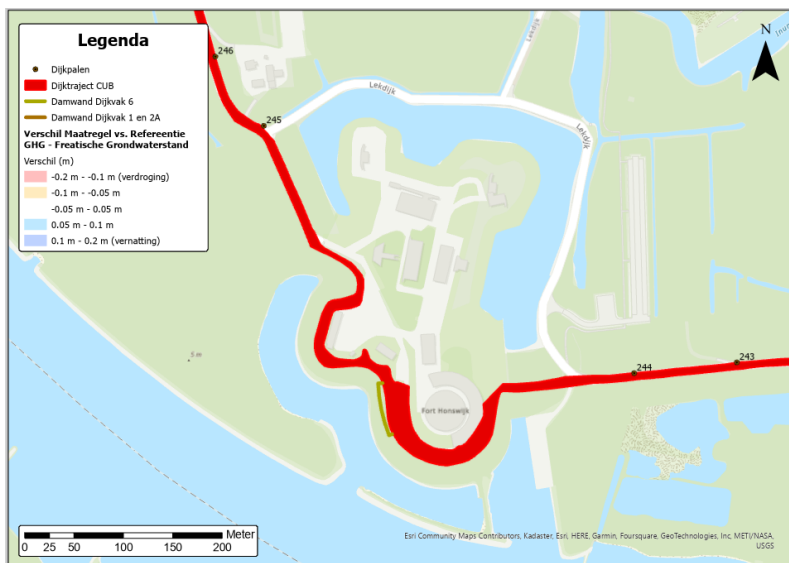 Legenda
Dijkpalen
Dijktraject CUB
Damwand Dijkvak 6
Damwand Dijkvak 1 en 2A
Verschil Maatregel vs. Refereentie
GHG - Freatische Grondwaterstand
Verschil (m)
-0.2 m - -0.1 m (verdroging)
-0.1 m - -0.05 m
-0.05 m - 0.05 m
0.05 m - 0.1 m
0.1 m - 0.2 m (vernatting)
246
245
Lekdijk
Lekdijk
Lekdijk
N
5 m
244
243
Fort Honswijk
Meter
0 25 50 100 150 200
Esri Community Maps Contributors, Kadaster, Esri, HERE, Garmin, Foursquare, GeoTechnologies, Inc, METI/NASA,
USGS